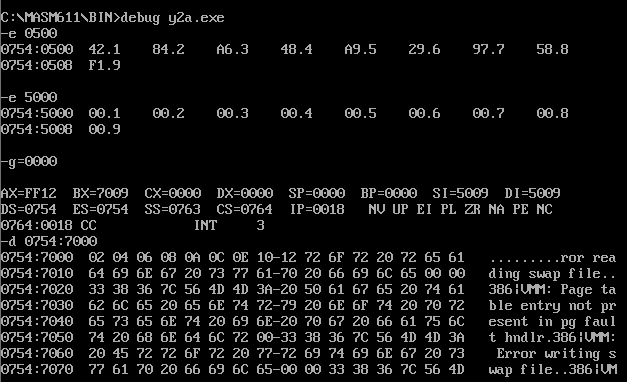 C:\MASM611\BIN>debug y2a.exe
-e 0500
0754:0500  42.1   84.2   A6.3   48.4   A9.5   29.6   97.7   58.8
0754:0508  F1.9
-e 5000
0754:5000  00.1   00.2   00.3   00.4   00.5   00.6   00.7   00.8
0754:5008  00.9
-g=0000
AX=FF12  BX=7009  CX=0000  DX=0000  SP=0000  BP=0000  SI=5009  DI=5009
DS=0754  ES=0754  SS=0763  CS=0764  IP=0018   NV UP EI PL ZR NA PE NC
0764:0018 CC            INT     3
-d 0754:7000
0754:7000  02 04 06 08 0A 0C 0E 10-12 72 6F 72 20 72 65 61   .........ror rea
0754:7010  64 69 6E 67 20 73 77 61-70 20 66 69 6C 65 00 00   ding swap file..
0754:7020  33 38 36 7C 56 4D 4D 3A-20 50 61 67 65 20 74 61   386|VMM: Page ta
0754:7030  62 6C 65 20 65 6E 74 72-79 20 6E 6F 74 20 70 72   ble entry not pr
0754:7040  65 73 65 6E 74 20 69 6E-20 70 67 20 66 61 75 6C   esent in pg faul
0754:7050  74 20 68 6E 64 6C 72 00-33 38 36 7C 56 4D 4D 3A   t hndlr.386|VMM:
0754:7060  20 45 72 72 6F 72 20 77-72 69 74 69 6E 67 20 73    Error writing s
0754:7070  77 61 70 20 66 69 6C 65-00 00 33 38 36 7C 56 4D   wap file..386|VM